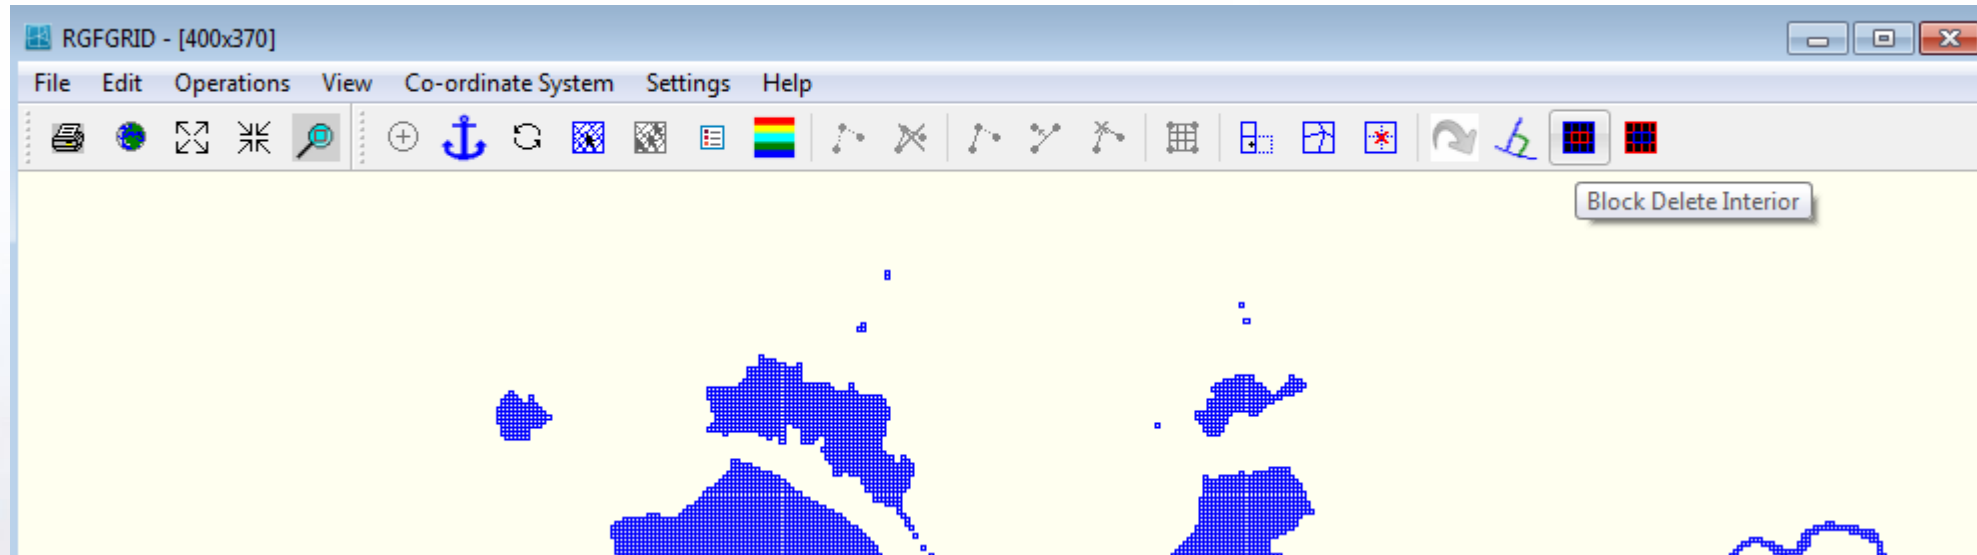 RGFGRID - [400x370]
File Edit Operations View Co-ordinate System Settings Help
Block Delete Interior